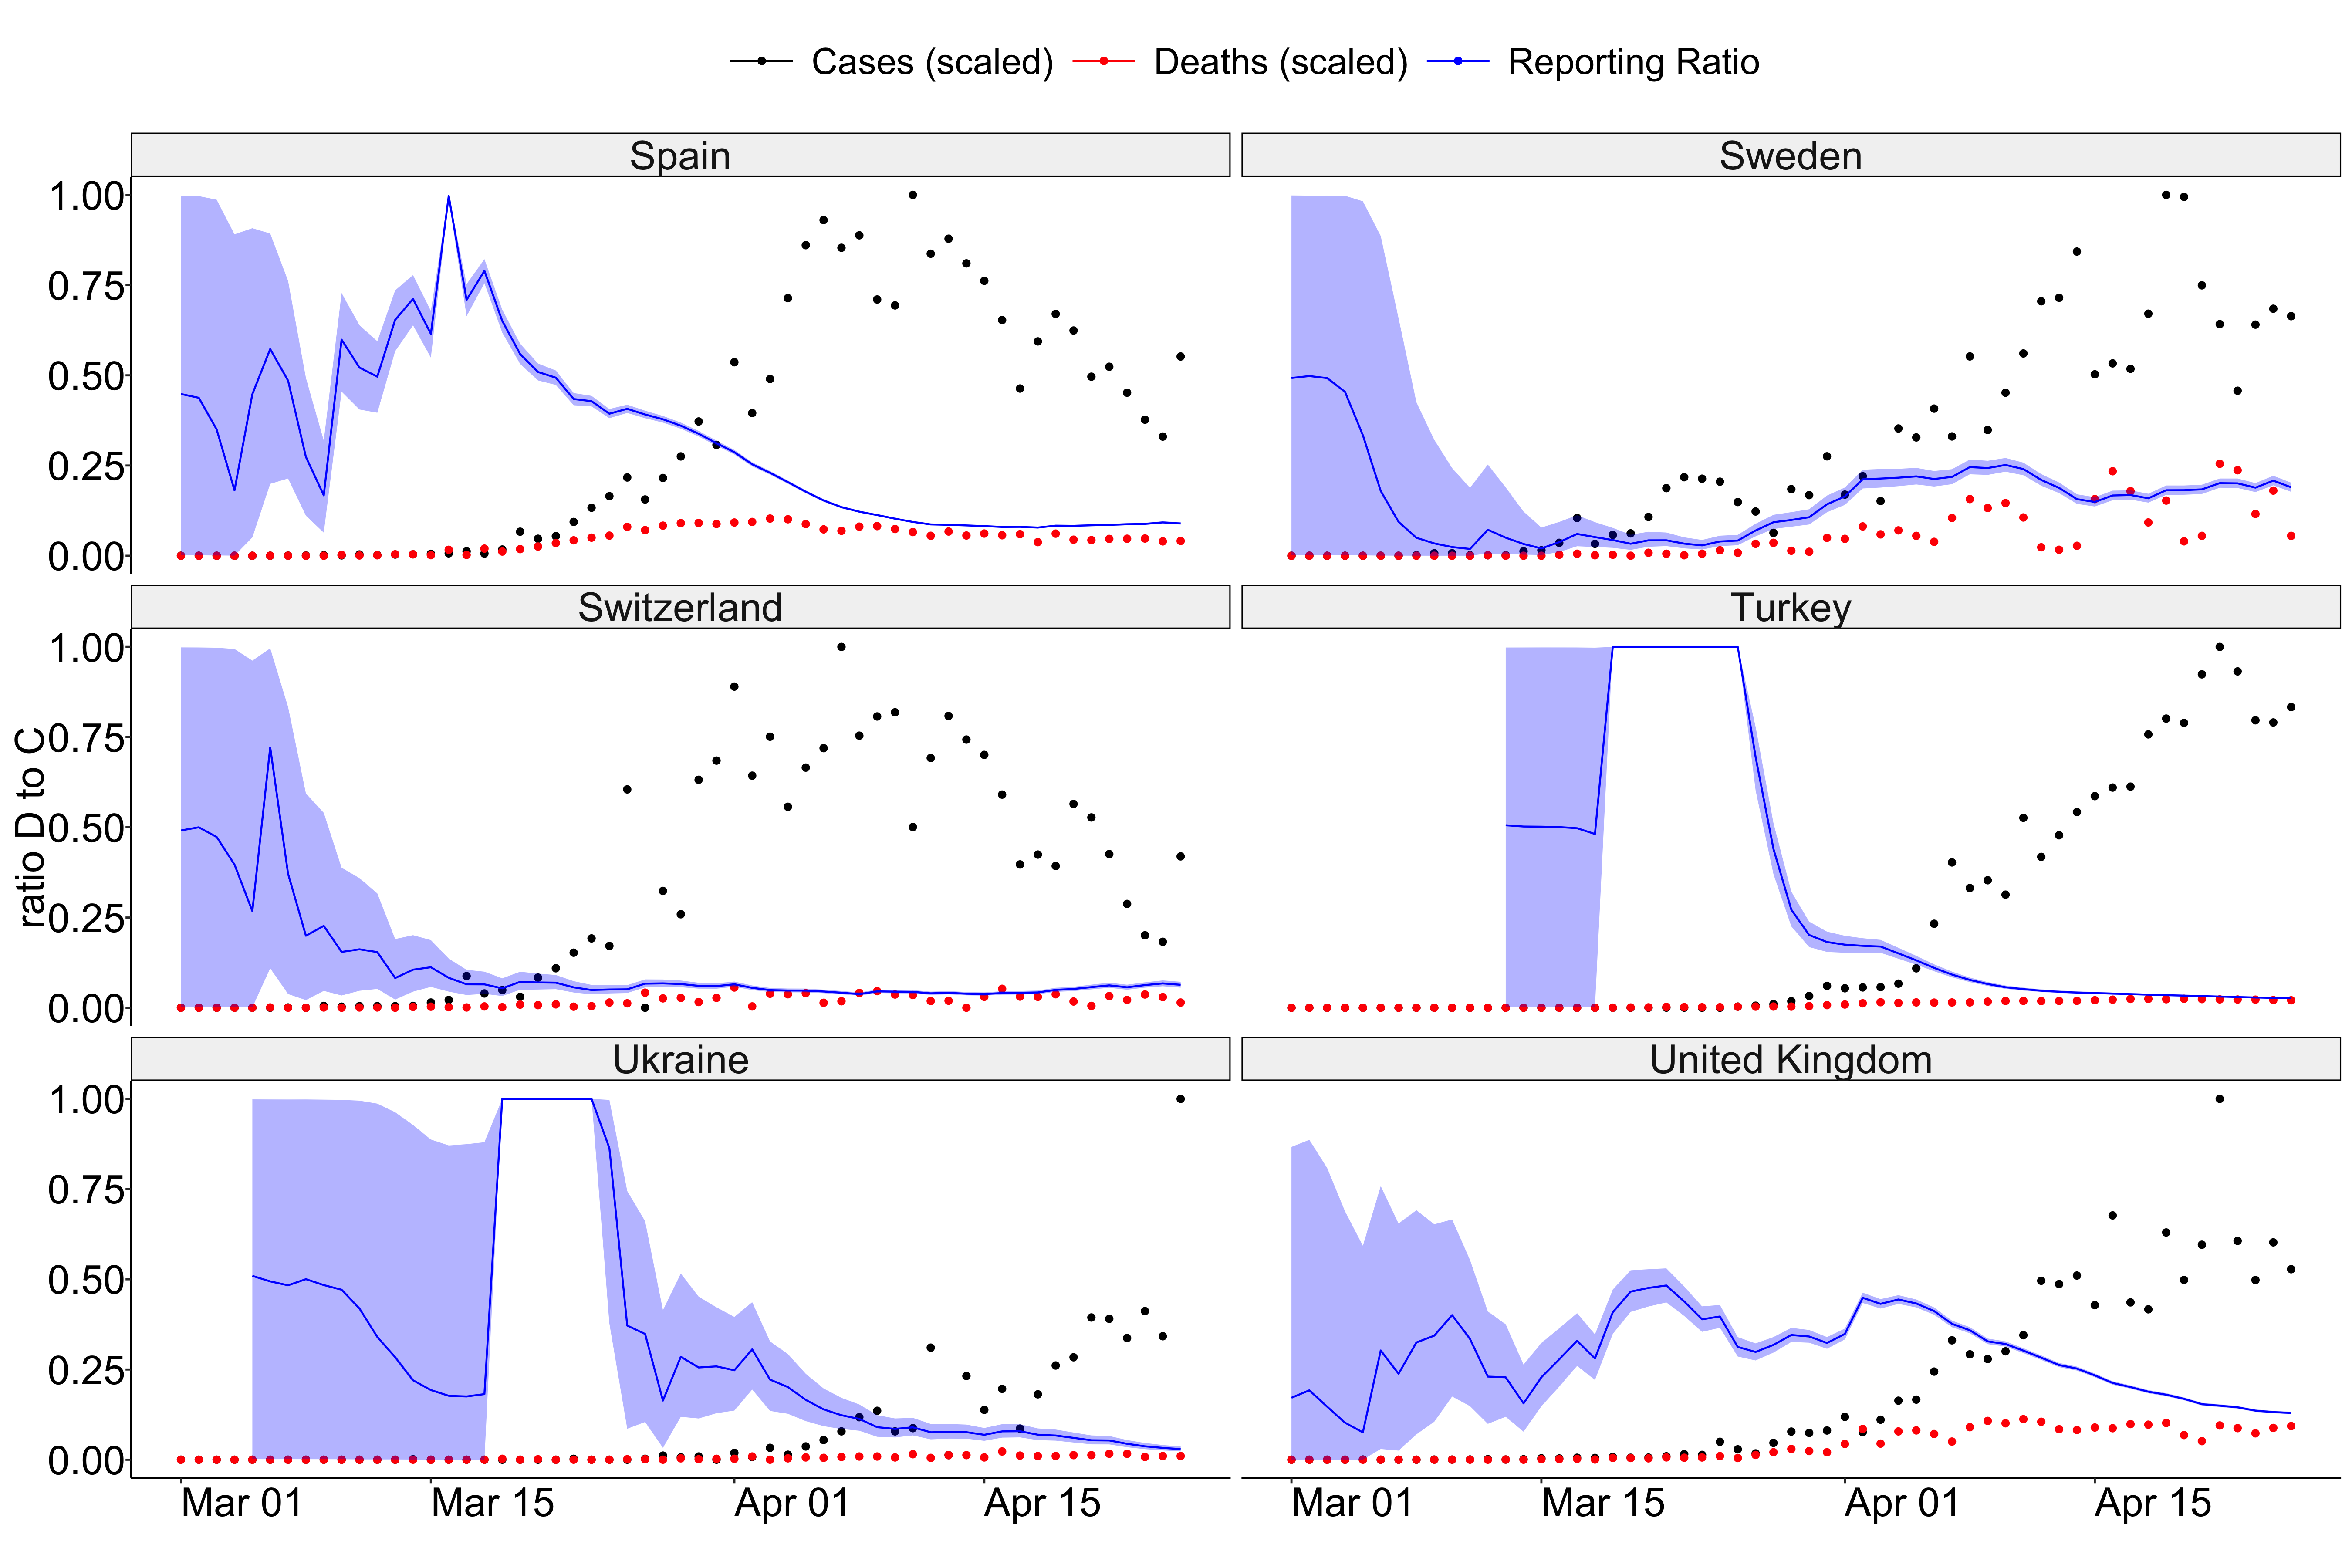 Cases (scaled) Deaths (scaled) Reporting Ratio
Spain Sweden
1.00
0.75
0.50
0.25
0.00
Switzerland Turkey
1.00
0.75
0.50
0.25
0.00
ratio D to C
Ukraine United Kingdom
1.00
0.75
0.50
0.25
0.00
Mar 01 Mar 15 Apr 01 Apr 15 Mar 01 Mar 15 Apr 01 Apr 15